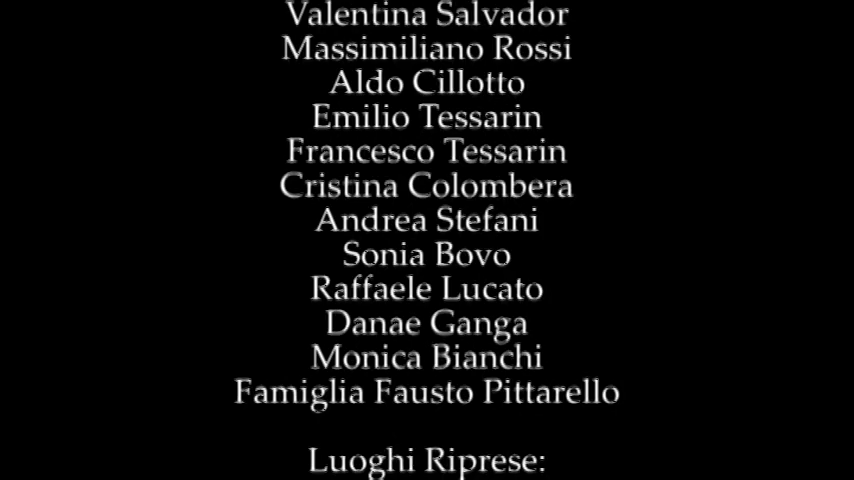 Valentina Salvador
Massimiliano Rossi
Aldo Cillotto
Emilio Tessarin
Francesco Tessarin
Cristina Colombera
Andrea Stefani
Sonia Bovo
Raffaele Lucato
Danae Ganga
Monica Bianchi
Famiglia Fausto Pittarello
Luoghi Riprese: